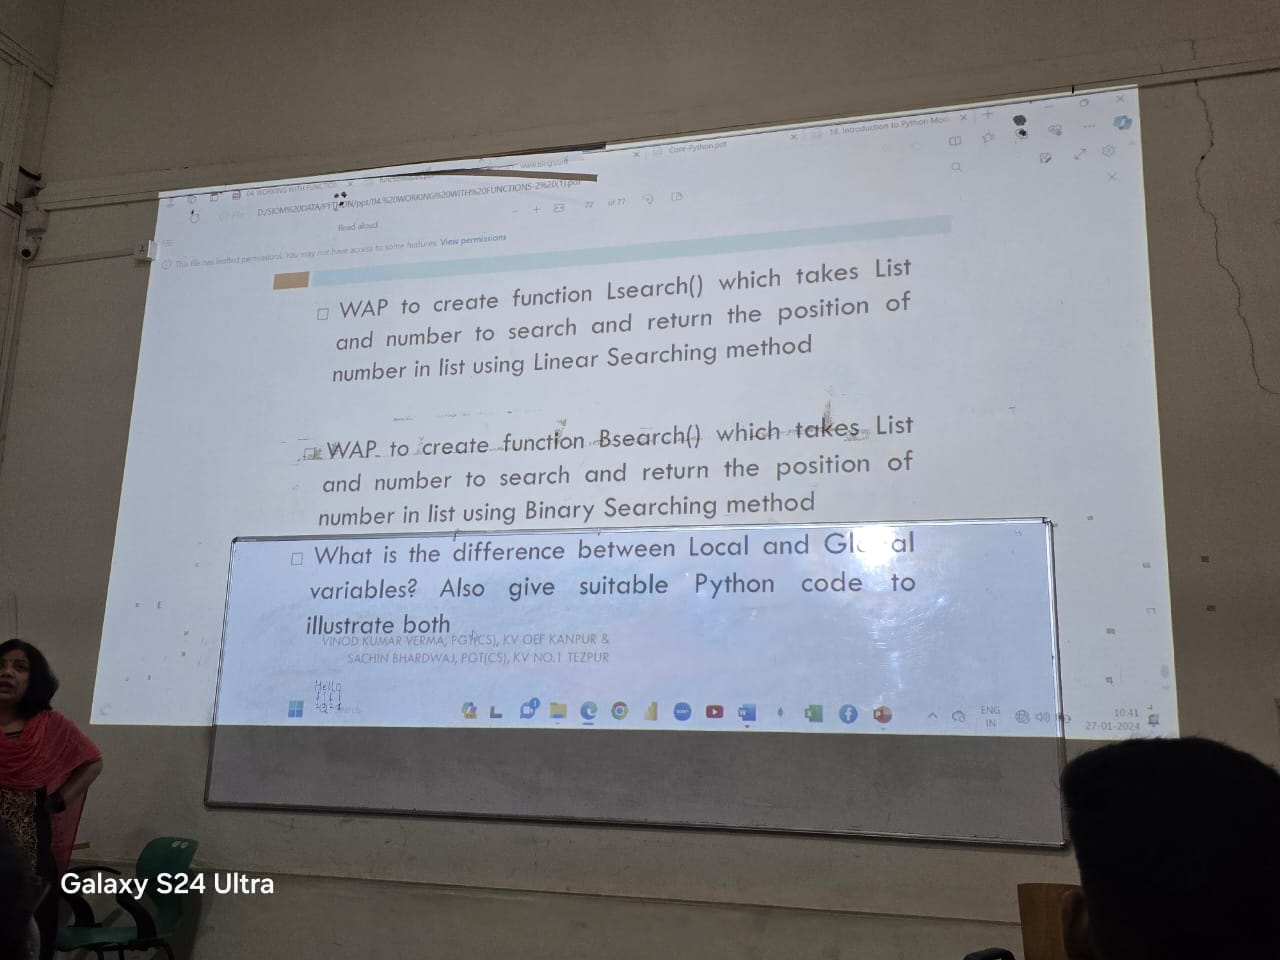 04. WORKING WITH FUNCTIO
www.bing.com
Core-Python.pdf
18. Introduction to Python Mod
D:/SIOM%20DATA/PYTHON/ppt/04.%20WORKING%20WITH%20FUNCTIONS-2%20(1).pdf
72 of 77
Read aloud
This file has limited permissions. You may not have access to some features. View permissions
WAP to create function Lsearch() which takes List
and number to search and return the position of
number in list using Linear Searching method
WAP to create function Bsearch() which takes List
and number to search and return the position of
number in list using Binary Searching method
What is the difference between Local and Gl al
variables? Also give suitable Python code to
illustrate both
VINOD KUMAR VERMA, PGT(CS), KV OEF KANPUR &
SACHIN BHARDWAJ, PGT(CS), KV NO.1 TEZPUR
Hello
ENG
IN
10:41
27-01-2024
Galaxy S24 Ultra